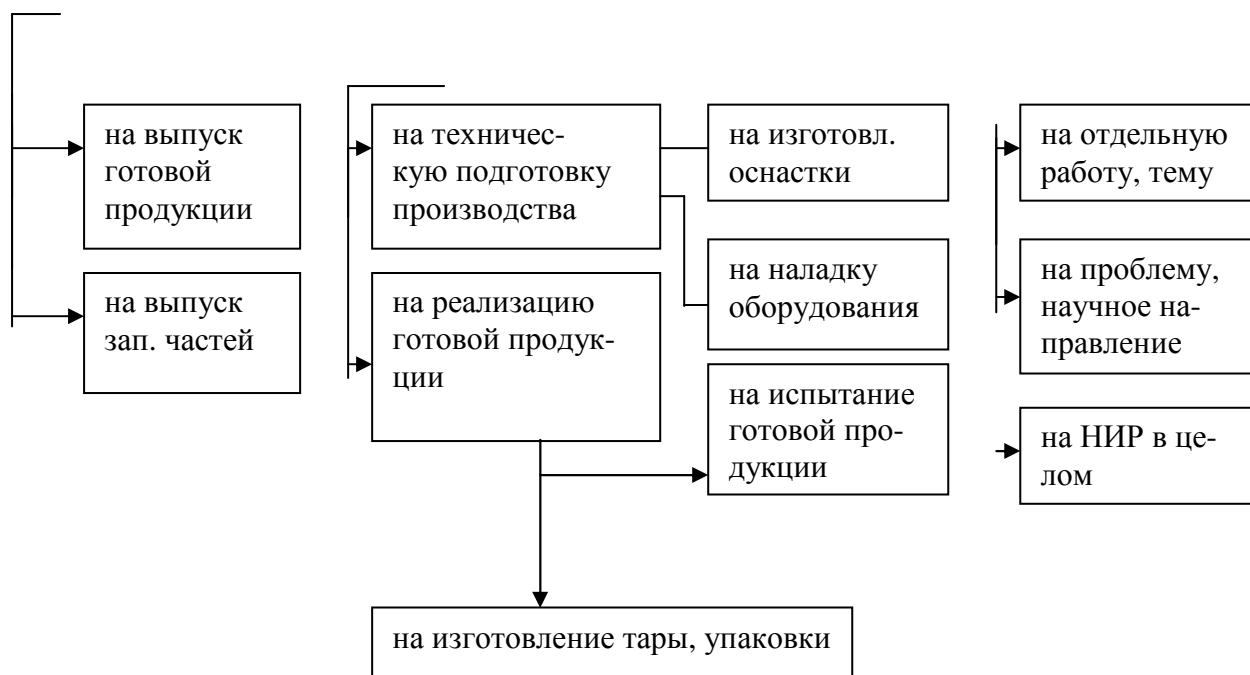 на выпуск
готовой
продукции
на выпуск
зап. частей
на техничес-
кую подготовку
производства
на реализацию
готовой продук-
ции
на изготовл.
оснастки
на наладку
оборудования
на испытание
готовой про-
дукции
на отдельную
работу, тему
на проблему,
научное на-
правление
на НИР в це-
лом
на изготовление тары, упаковки